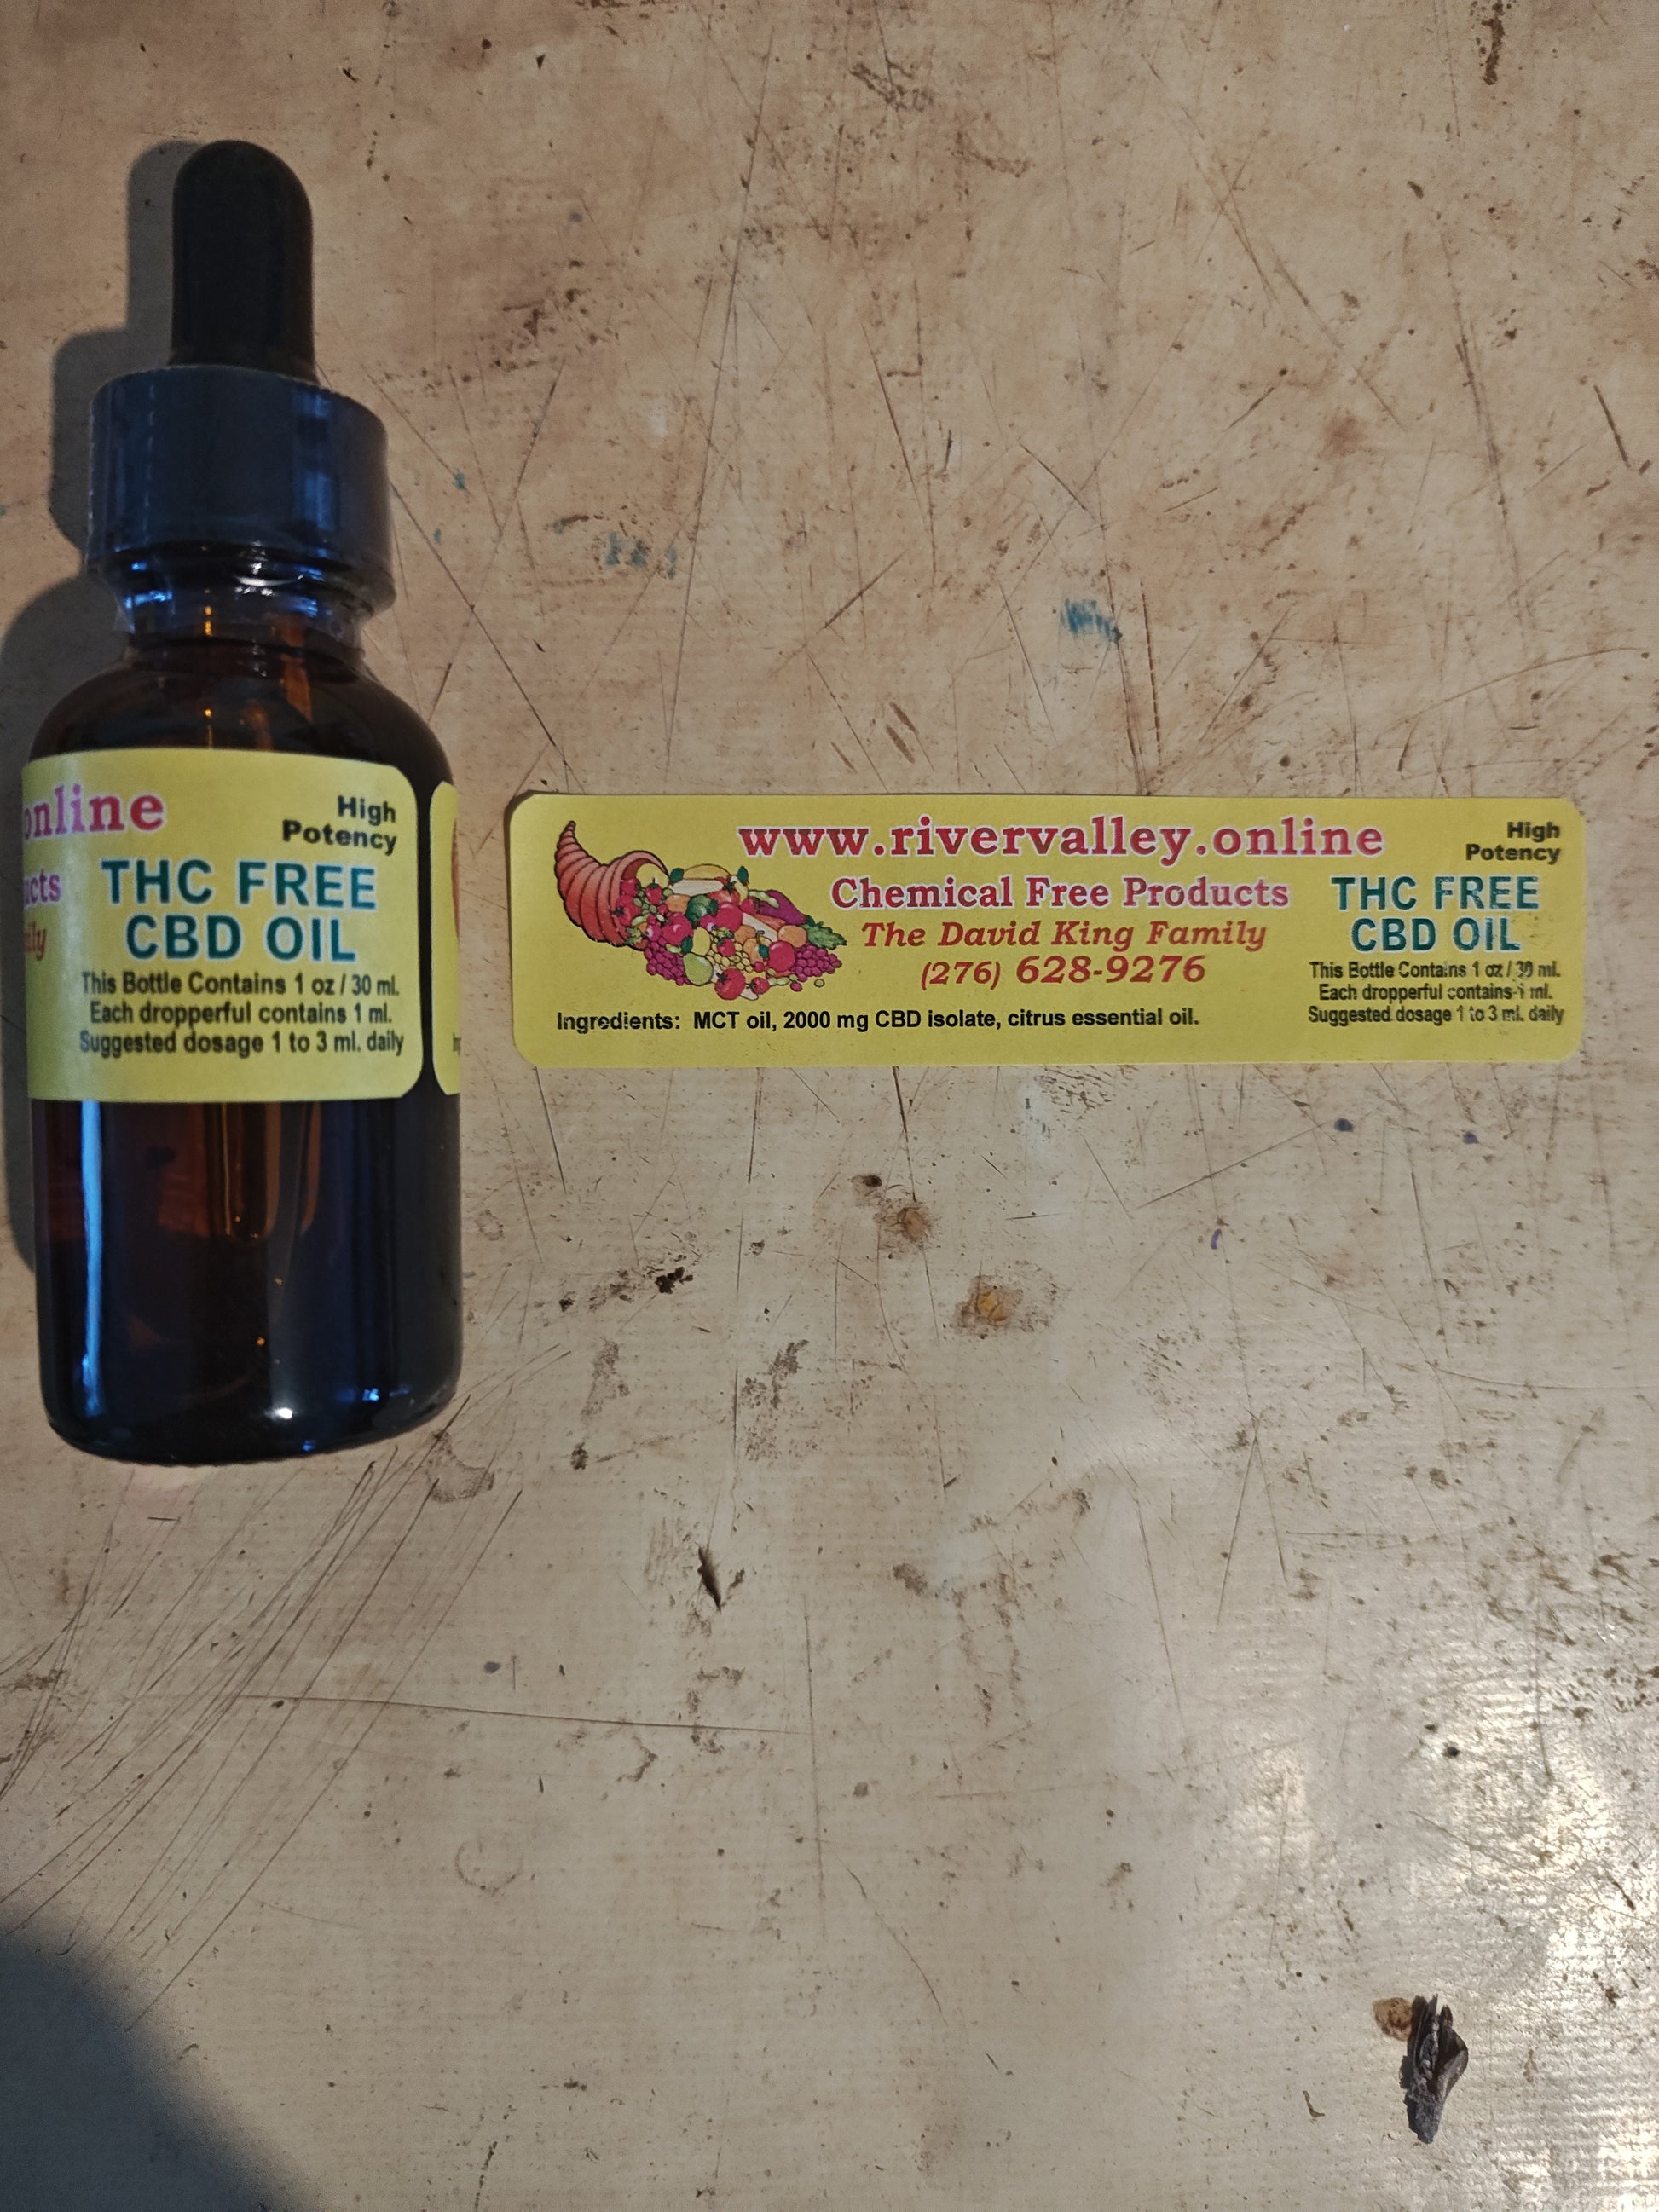 online
High
Potency
ucts
THC FREE
CBD OIL
ily
This Bottle Contains 1 oz / 30 ml.
Each dropperful contains 1 ml.
Suggested dosage 1 to 3 ml. daily
www.rivervalley.online
Chemical Free Products
The David King Family
(276) 628-9276
Ingredients: MCT oil, 2000 mg CBD isolate, citrus essential oil.
High
Potency
THC FREE
CBD OIL
This Bottle Contains 1 oz / 30 ml.
Each dropperful contains 1 ml.
Suggested dosage 1 to 3 ml. daily